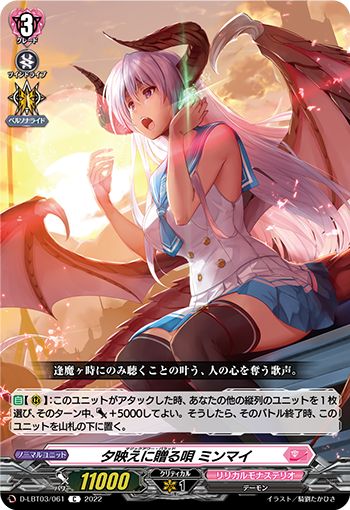 3
グレード
ツインドライブ
ペルソナライド
逢魔ヶ時にのみ聴くことの叶う、人の心を奪う歌声。
自【R】:このユニットがアタックした時、あなたの他の縦列のユニットを1枚
選び、そのターン中、+5000してよい。そうしたら、そのバトル終了時、この
ユニットを山札の下に置く。
ノーマルユニット
夕映えに贈る唄 ミンマイ
リリカルモナステリオ
パワー 11000
クリティカル
1
デーモン
D-LBT03/061 C 2022
イラスト/騎劉たかひさ